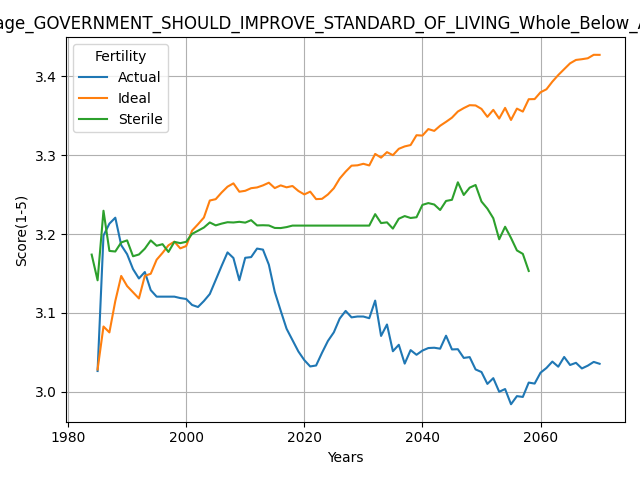 age_GOVERNMENT_SHOULD_IMPROVE_STANDARD_OF_LIVING_Whole_Below_
Fertility
Actual
Ideal
Sterile
Score(1-5)
3.4
3.3
3.2
3.1
3.0
1980
2000
2020
2040
2060
Years